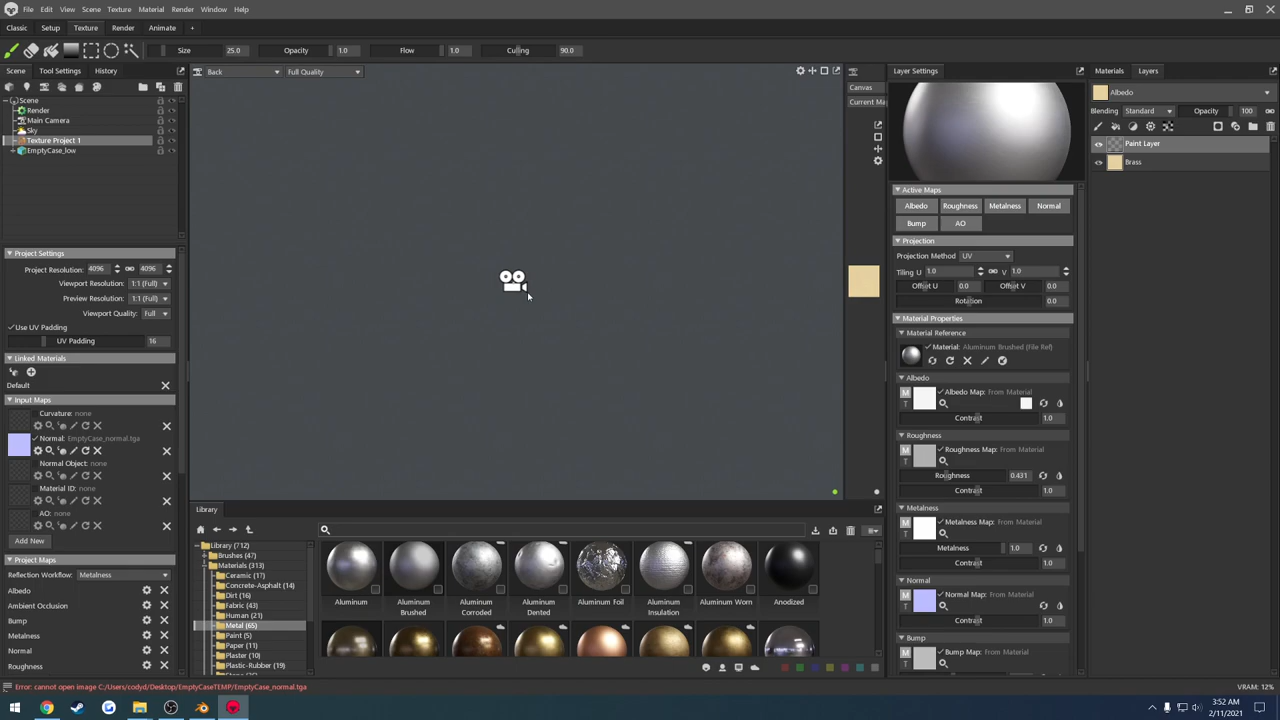 File Edit View Scene Texture Material Render Window Help
Classic Setup Texture Render Animate +
Size 25.0 Opacity 1.0 Flow 1.0 Culling 90.0
Scene Tool Settings History
Back Full Quality
Canvas
Current Ma
Layer Settings
Materials Layers
Scene
Render
Main Camera
Sky
Texture Project 1
EmptyCase_low
Albedo
Blending Standard Opacity 100
Paint Layer
Brass
Project Settings
Project Resolution: 4096 4096
Viewport Resolution: 1:1 (Full)
Preview Resolution: 1:1 (Full)
Viewport Quality: Full
Use UV Padding
UV Padding 16
Linked Materials
Default
Input Maps
Curvature: none
Normal: EmptyCase_normal.tga
Normal Object: none
Material ID: none
AO: none
Add New
Project Maps
Reflection Workflow: Metalness
Albedo
Ambient Occlusion
Bump
Metalness
Normal
Roughness
Active Maps
Albedo Roughness Metalness Normal
Bump AO
Projection
Projection Method UV
Tiling U 1.0 V 1.0
Offset U 0.0 Offset V 0.0
Rotation 0.0
Material Properties
Material Reference
Material: Aluminum Brushed (File Ref)
Albedo
M
T
Albedo Map: From Material
Contrast 1.0
Roughness
M
T
Roughness Map: From Material
Roughness 0.431
Contrast 1.0
Metalness
M
T
Metalness Map: From Material
Metalness 1.0
Contrast 1.0
Normal
M
T
Normal Map: From Material
Contrast 1.0
Bump
M
T
Bump Map: From Material
Library
Library (712)
Brushes (47)
Materials (313)
Ceramic (17)
Concrete-Asphalt (14)
Dirt (16)
Fabric (43)
Human (21)
Metal (65)
Paint (5)
Paper (11)
Plaster (10)
Plastic-Rubber (19)
Aluminum Aluminum Brushed Aluminum Corroded Aluminum Dented Aluminum Foil Aluminum Insulation Aluminum Worn Anodized
Error: cannot open image C:/Users/codyd/Desktop/EmptyCaseTEMP/EmptyCase_normal.tga
VRAM: 12%
3:52 AM
2/11/2021